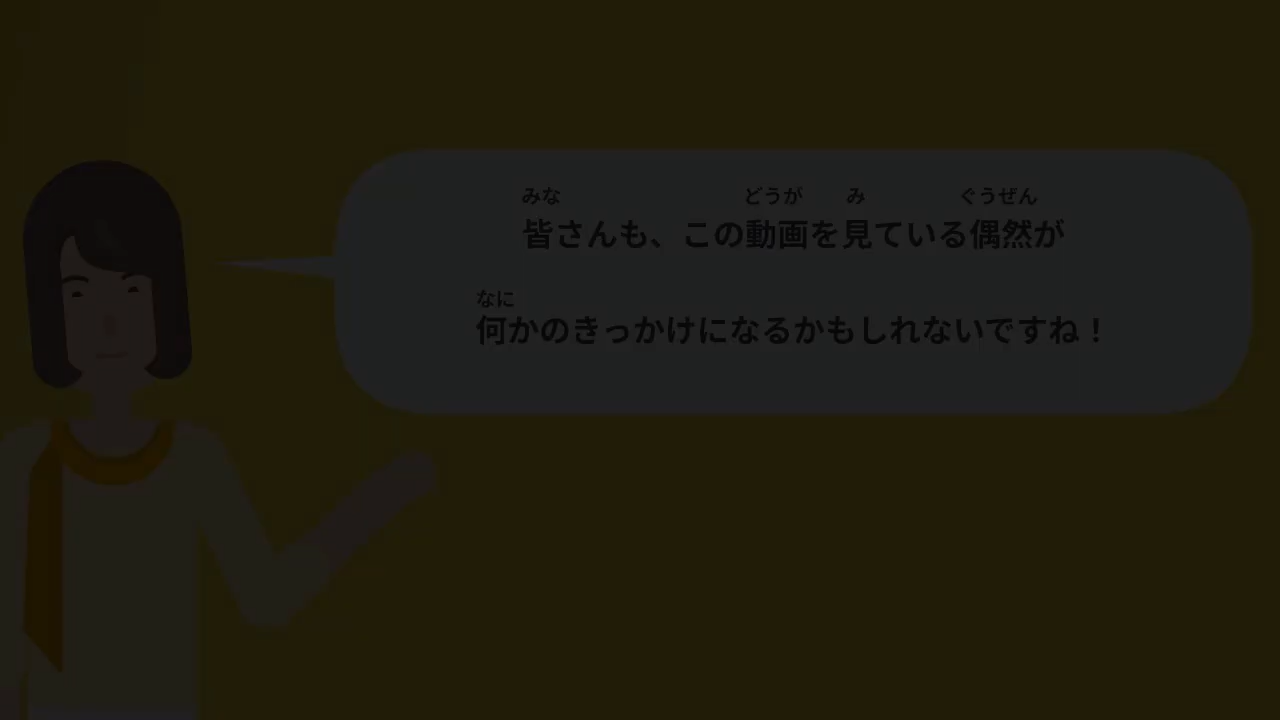 みな どうが み ぐうぜん
皆さんも、この動画を見ている偶然が
なに
何かのきっかけになるかもしれないですね！